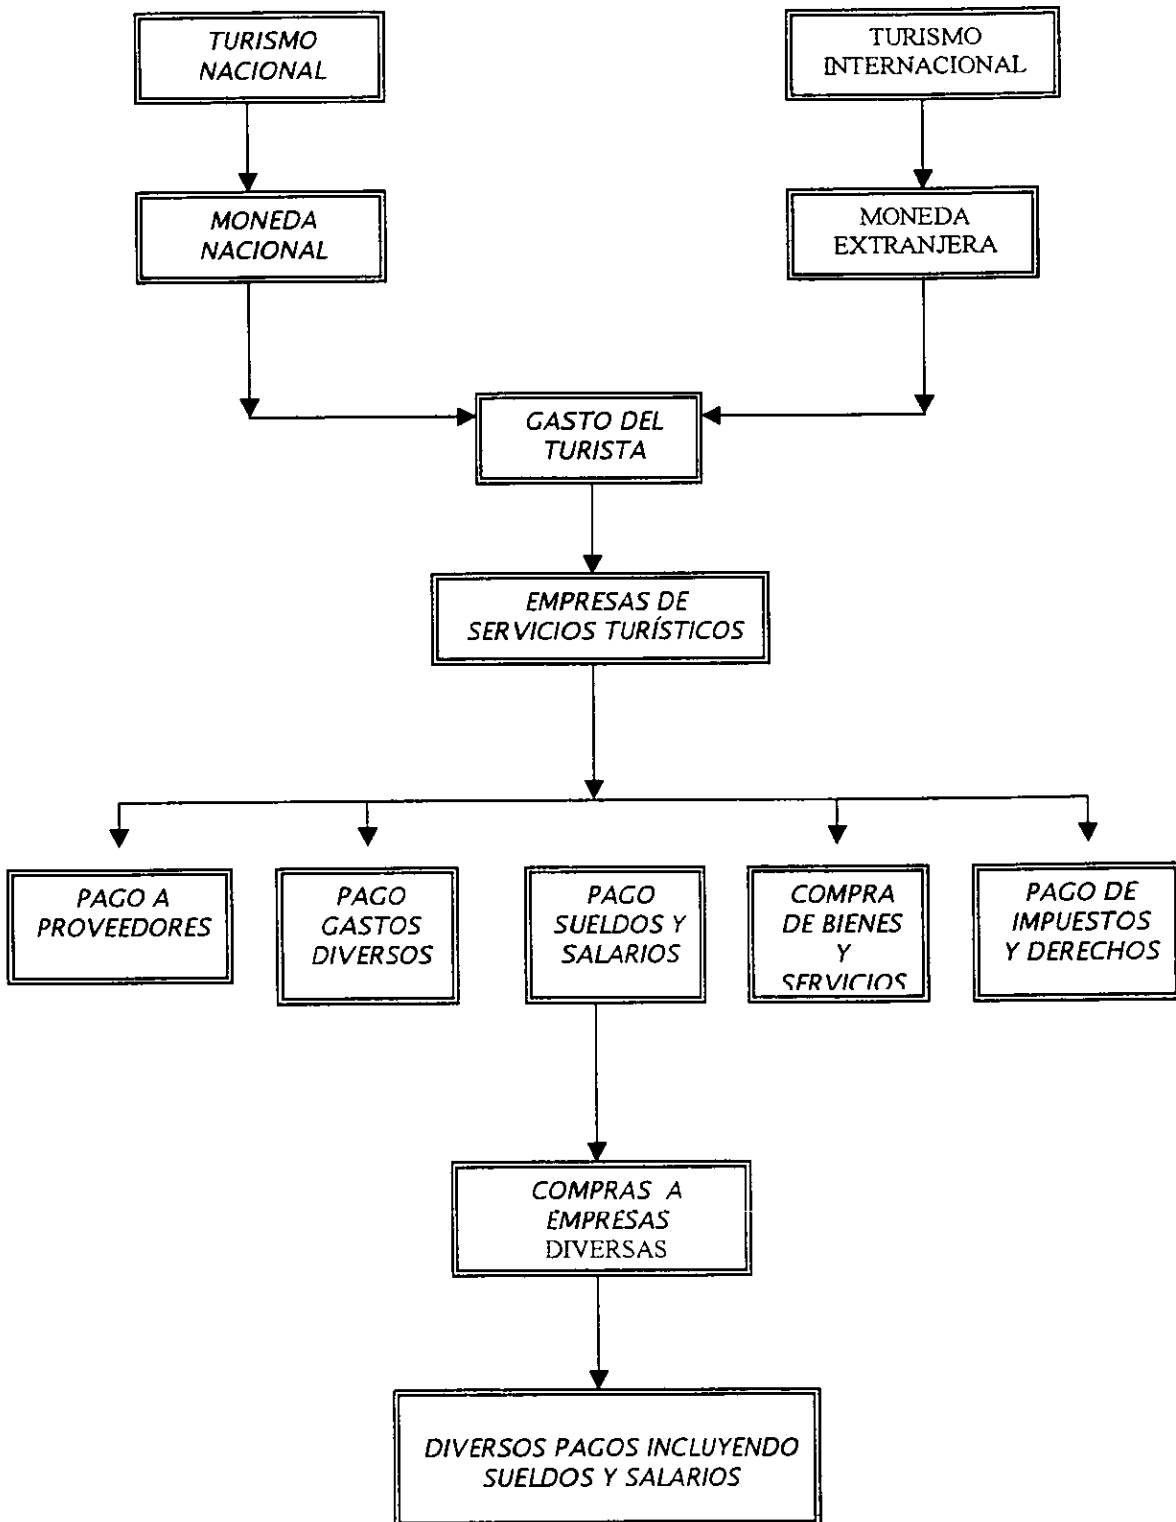 TURISMO
NACIONAL
TURISMO
INTERNACIONAL
MONEDA
NACIONAL
MONEDA
EXTRANJERA
GASTO DEL
TURISTA
EMPRESAS DE
SERVICIOS TURÍSTICOS
PAGO A
PROVEEDORES
PAGO
GASTOS
DIVERSOS
PAGO
SUELDOS Y
SALARIOS
COMPRA
DE BIENES
Y
SERVICIOS
PAGO DE
IMPUESTOS
Y DERECHOS
COMPRAS A
EMPRESAS
DIVERSAS
DIVERSOS PAGOS INCLUYENDO
SUELDOS Y SALARIOS